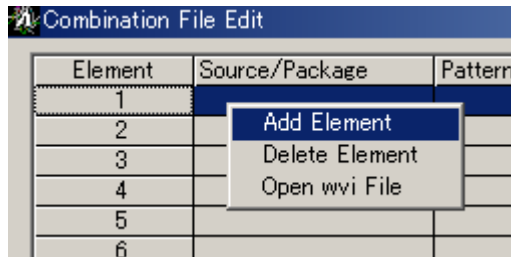 Combination File Edit
Element Source/Package Pattern
1
Add Element
2
Delete Element
3
Open wvi File
4
5
6